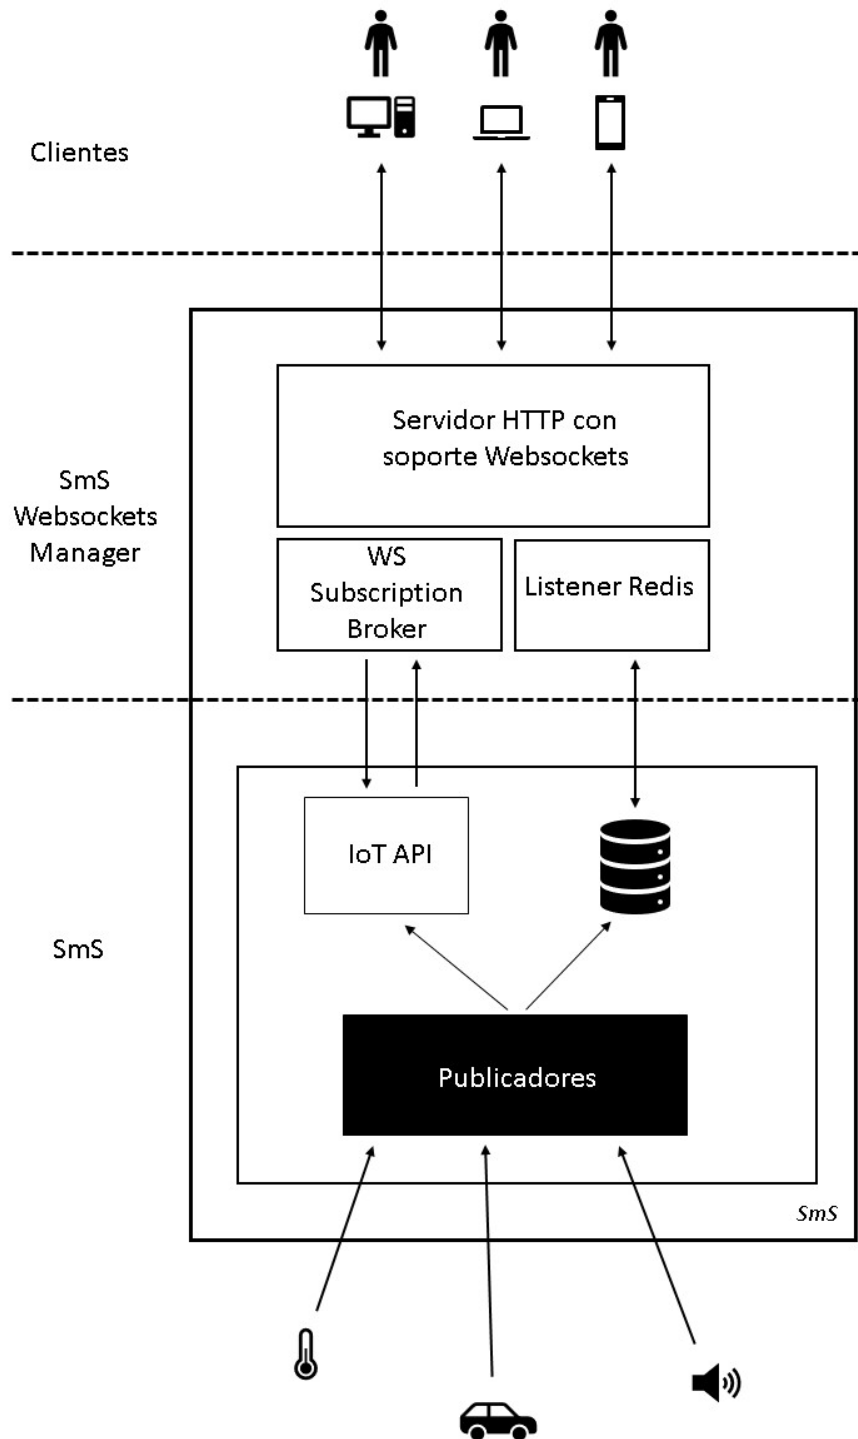 Clientes
Servidor HTTP con
soporte Websockets
SmS
Websockets
Manager
WS
Subscription
Broker
Listener Redis
IoT API
SmS
Publicadores
SmS